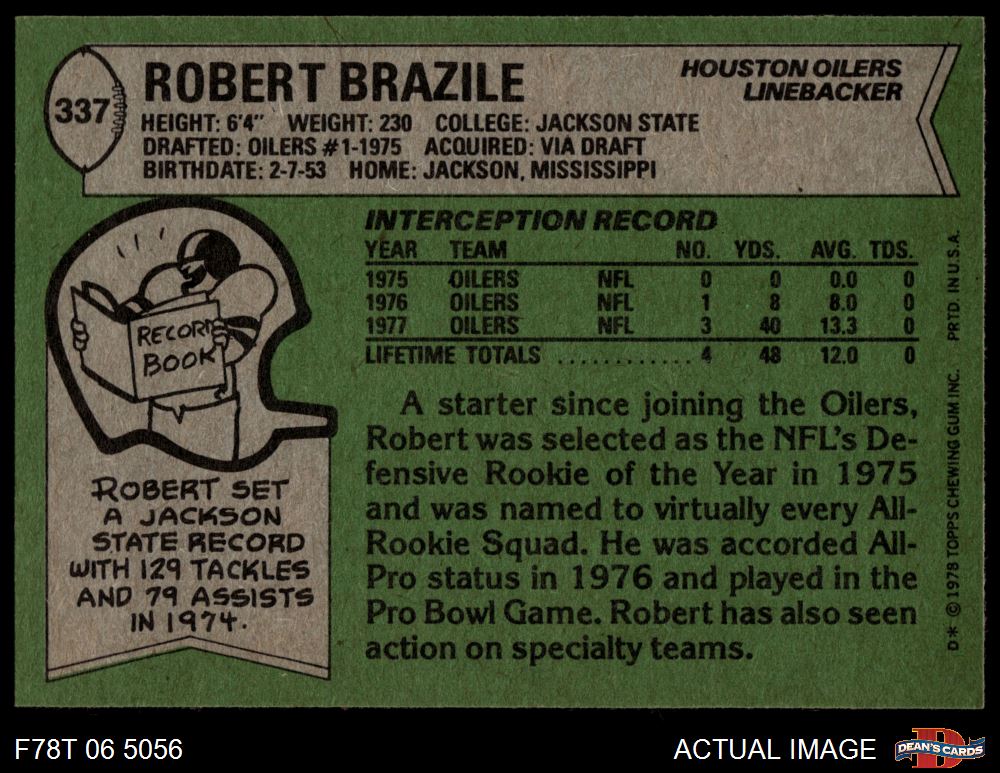 337
ROBERT BRAZILE
HOUSTON OILERS
LINEBACKER
HEIGHT: 6'4" WEIGHT: 230 COLLEGE: JACKSON STATE
DRAFTED: OILERS #1-1975 ACQUIRED: VIA DRAFT
BIRTHDATE: 2-7-53 HOME: JACKSON, MISSISSIPPI
INTERCEPTION RECORD
YEAR TEAM NO. YDS. AVG. TDS.
1975 OILERS NFL 0 0 0.0 0
1976 OILERS NFL 1 8 8.0 0
1977 OILERS NFL 3 40 13.3 0
LIFETIME TOTALS ............ 4 48 12.0 0
RECORD
BOOK
ROBERT SET
A JACKSON
STATE RECORD
WITH 129 TACKLES
AND 79 ASSISTS
IN 1974.
A starter since joining the Oilers,
Robert was selected as the NFL's De-
fensive Rookie of the Year in 1975
and was named to virtually every All-
Rookie Squad. He was accorded All-
Pro status in 1976 and played in the
Pro Bowl Game. Robert has also seen
action on specialty teams.
D* © 1978 TOPPS CHEWING GUM INC. PRTD. IN U.S.A.
F78T 06 5056
ACTUAL IMAGE
D
DEAN'S CARDS